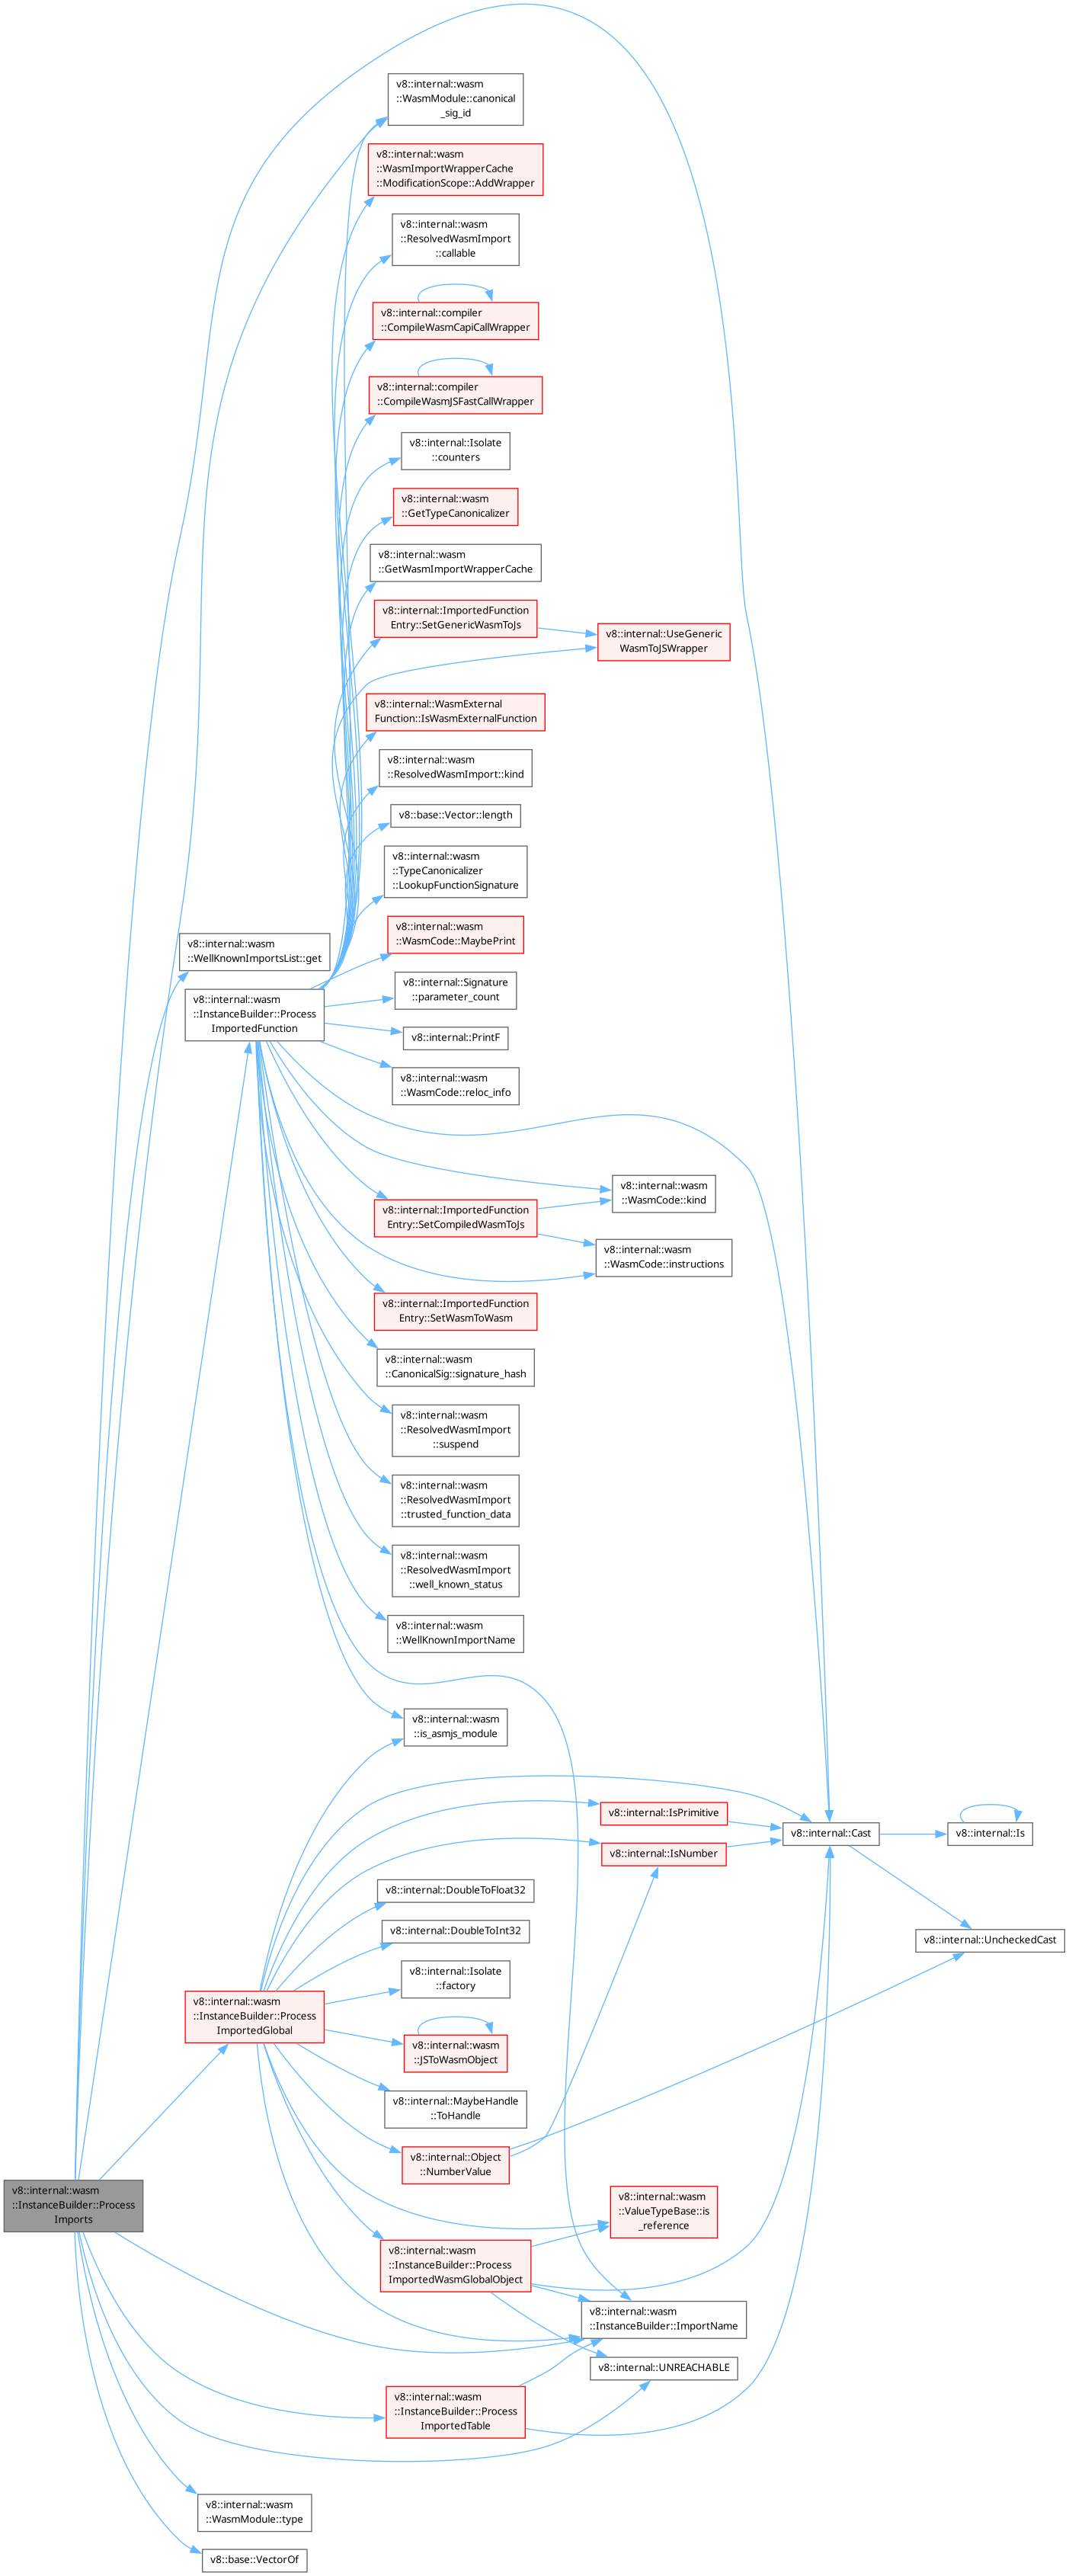 v8::internal::wasm
::WasmModule::canonical
_sig_id
v8::internal::wasm
::WasmImportWrapperCache
::ModificationScope::AddWrapper
v8::internal::wasm
::ResolvedWasmImport
::callable
v8::internal::compiler
::CompileWasmCapiCallWrapper
v8::internal::compiler
::CompileWasmJSFastCallWrapper
v8::internal::Isolate
::counters
v8::internal::wasm
::GetTypeCanonicalizer
v8::internal::wasm
::GetWasmImportWrapperCache
v8::internal::ImportedFunction
Entry::SetGenericWasmToJs
v8::internal::UseGeneric
WasmToJSWrapper
v8::internal::WasmExternal
Function::IsWasmExternalFunction
v8::internal::wasm
::ResolvedWasmImport::kind
v8::base::Vector::length
v8::internal::wasm
::TypeCanonicalizer
::LookupFunctionSignature
v8::internal::wasm
::WasmCode::MaybePrint
v8::internal::wasm
::WellKnownImportsList::get
v8::internal::wasm
::InstanceBuilder::Process
ImportedFunction
v8::internal::Signature
::parameter_count
v8::internal::PrintF
v8::internal::wasm
::WasmCode::reloc_info
v8::internal::wasm
::WasmCode::kind
v8::internal::ImportedFunction
Entry::SetCompiledWasmToJs
v8::internal::wasm
::WasmCode::instructions
v8::internal::ImportedFunction
Entry::SetWasmToWasm
v8::internal::wasm
::CanonicalSig::signature_hash
v8::internal::wasm
::ResolvedWasmImport
::suspend
v8::internal::wasm
::ResolvedWasmImport
::trusted_function_data
v8::internal::wasm
::ResolvedWasmImport
::well_known_status
v8::internal::wasm
::WellKnownImportName
v8::internal::wasm
::is_asmjs_module
v8::internal::IsPrimitive
v8::internal::Cast
v8::internal::Is
v8::internal::IsNumber
v8::internal::DoubleToFloat32
v8::internal::DoubleToInt32
v8::internal::UncheckedCast
v8::internal::Isolate
::factory
v8::internal::wasm
::InstanceBuilder::Process
ImportedGlobal
v8::internal::wasm
::JSToWasmObject
v8::internal::MaybeHandle
::ToHandle
v8::internal::Object
::NumberValue
v8::internal::wasm
::InstanceBuilder::Process
Imports
v8::internal::wasm
::ValueTypeBase::is
_reference
v8::internal::wasm
::InstanceBuilder::Process
ImportedWasmGlobalObject
v8::internal::wasm
::InstanceBuilder::ImportName
v8::internal::UNREACHABLE
v8::internal::wasm
::InstanceBuilder::Process
ImportedTable
v8::internal::wasm
::WasmModule::type
v8::base::VectorOf